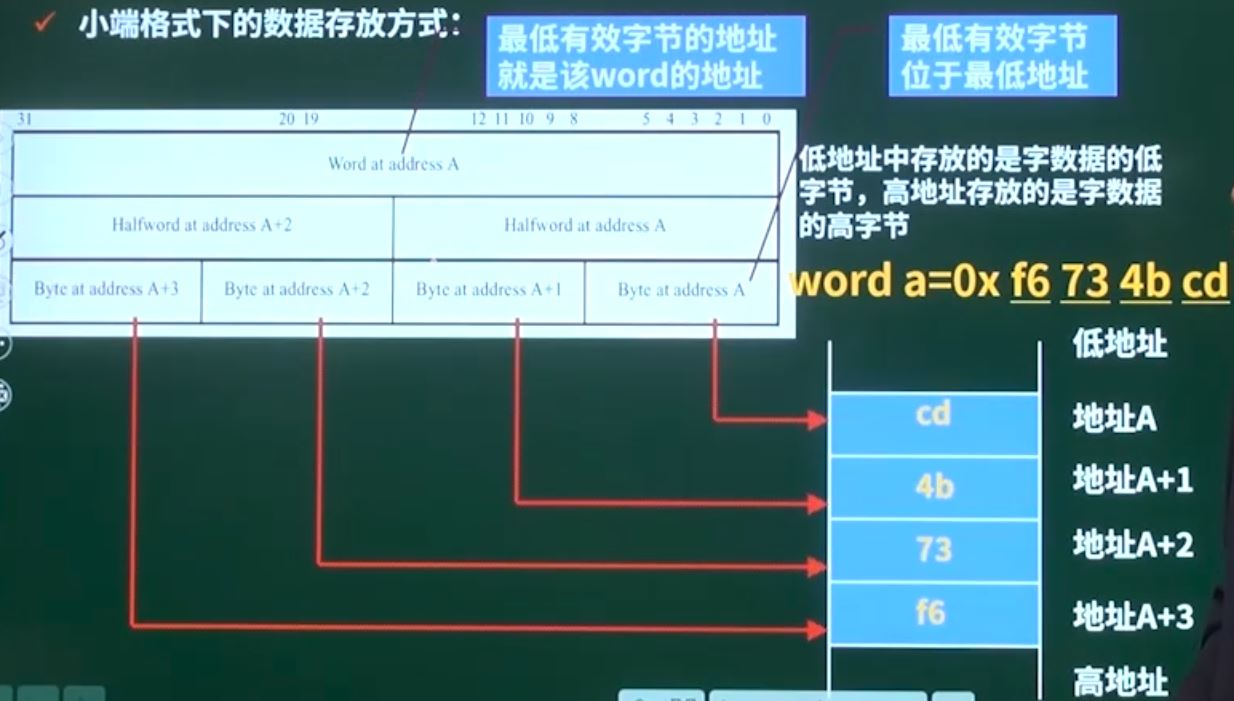 ✓ 小端格式下的数据存放方式：
最低有效字节的地址
就是该word的地址
最低有效字节
位于最低地址
31 20 19 12 11 10 9 8 5 4 3 2 1 0
Word at address A
Halfword at address A+2 Halfword at address A
Byte at address A+3 Byte at address A+2 Byte at address A+1 Byte at address A
低地址中存放的是字数据的低
字节，高地址存放的是字数据
的高字节
word a=0x f6 73 4b cd
低地址
cd 地址A
4b 地址A+1
73 地址A+2
f6 地址A+3
高地址